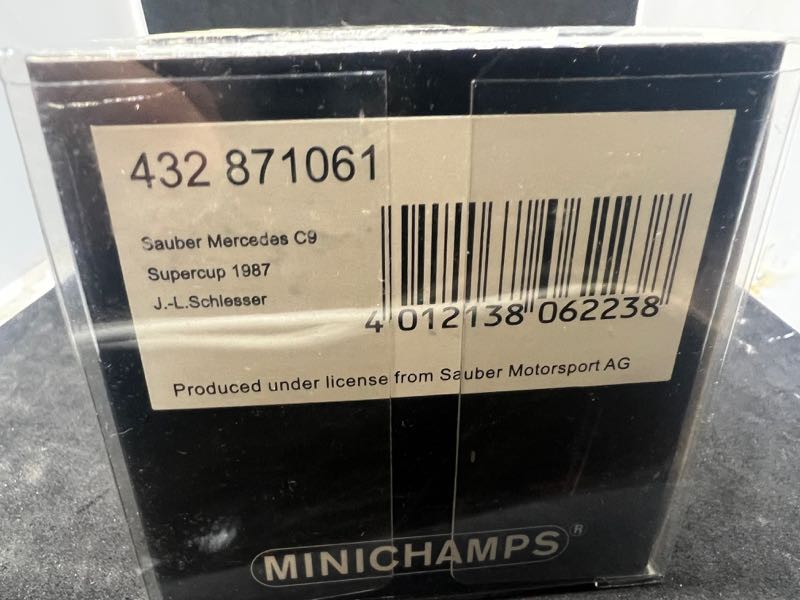 432 871061
Sauber Mercedes C9
Supercup 1987
J.-L.Schlesser
4 012138 062238
Produced under license from Sauber Motorsport AG
MINICHAMPS®